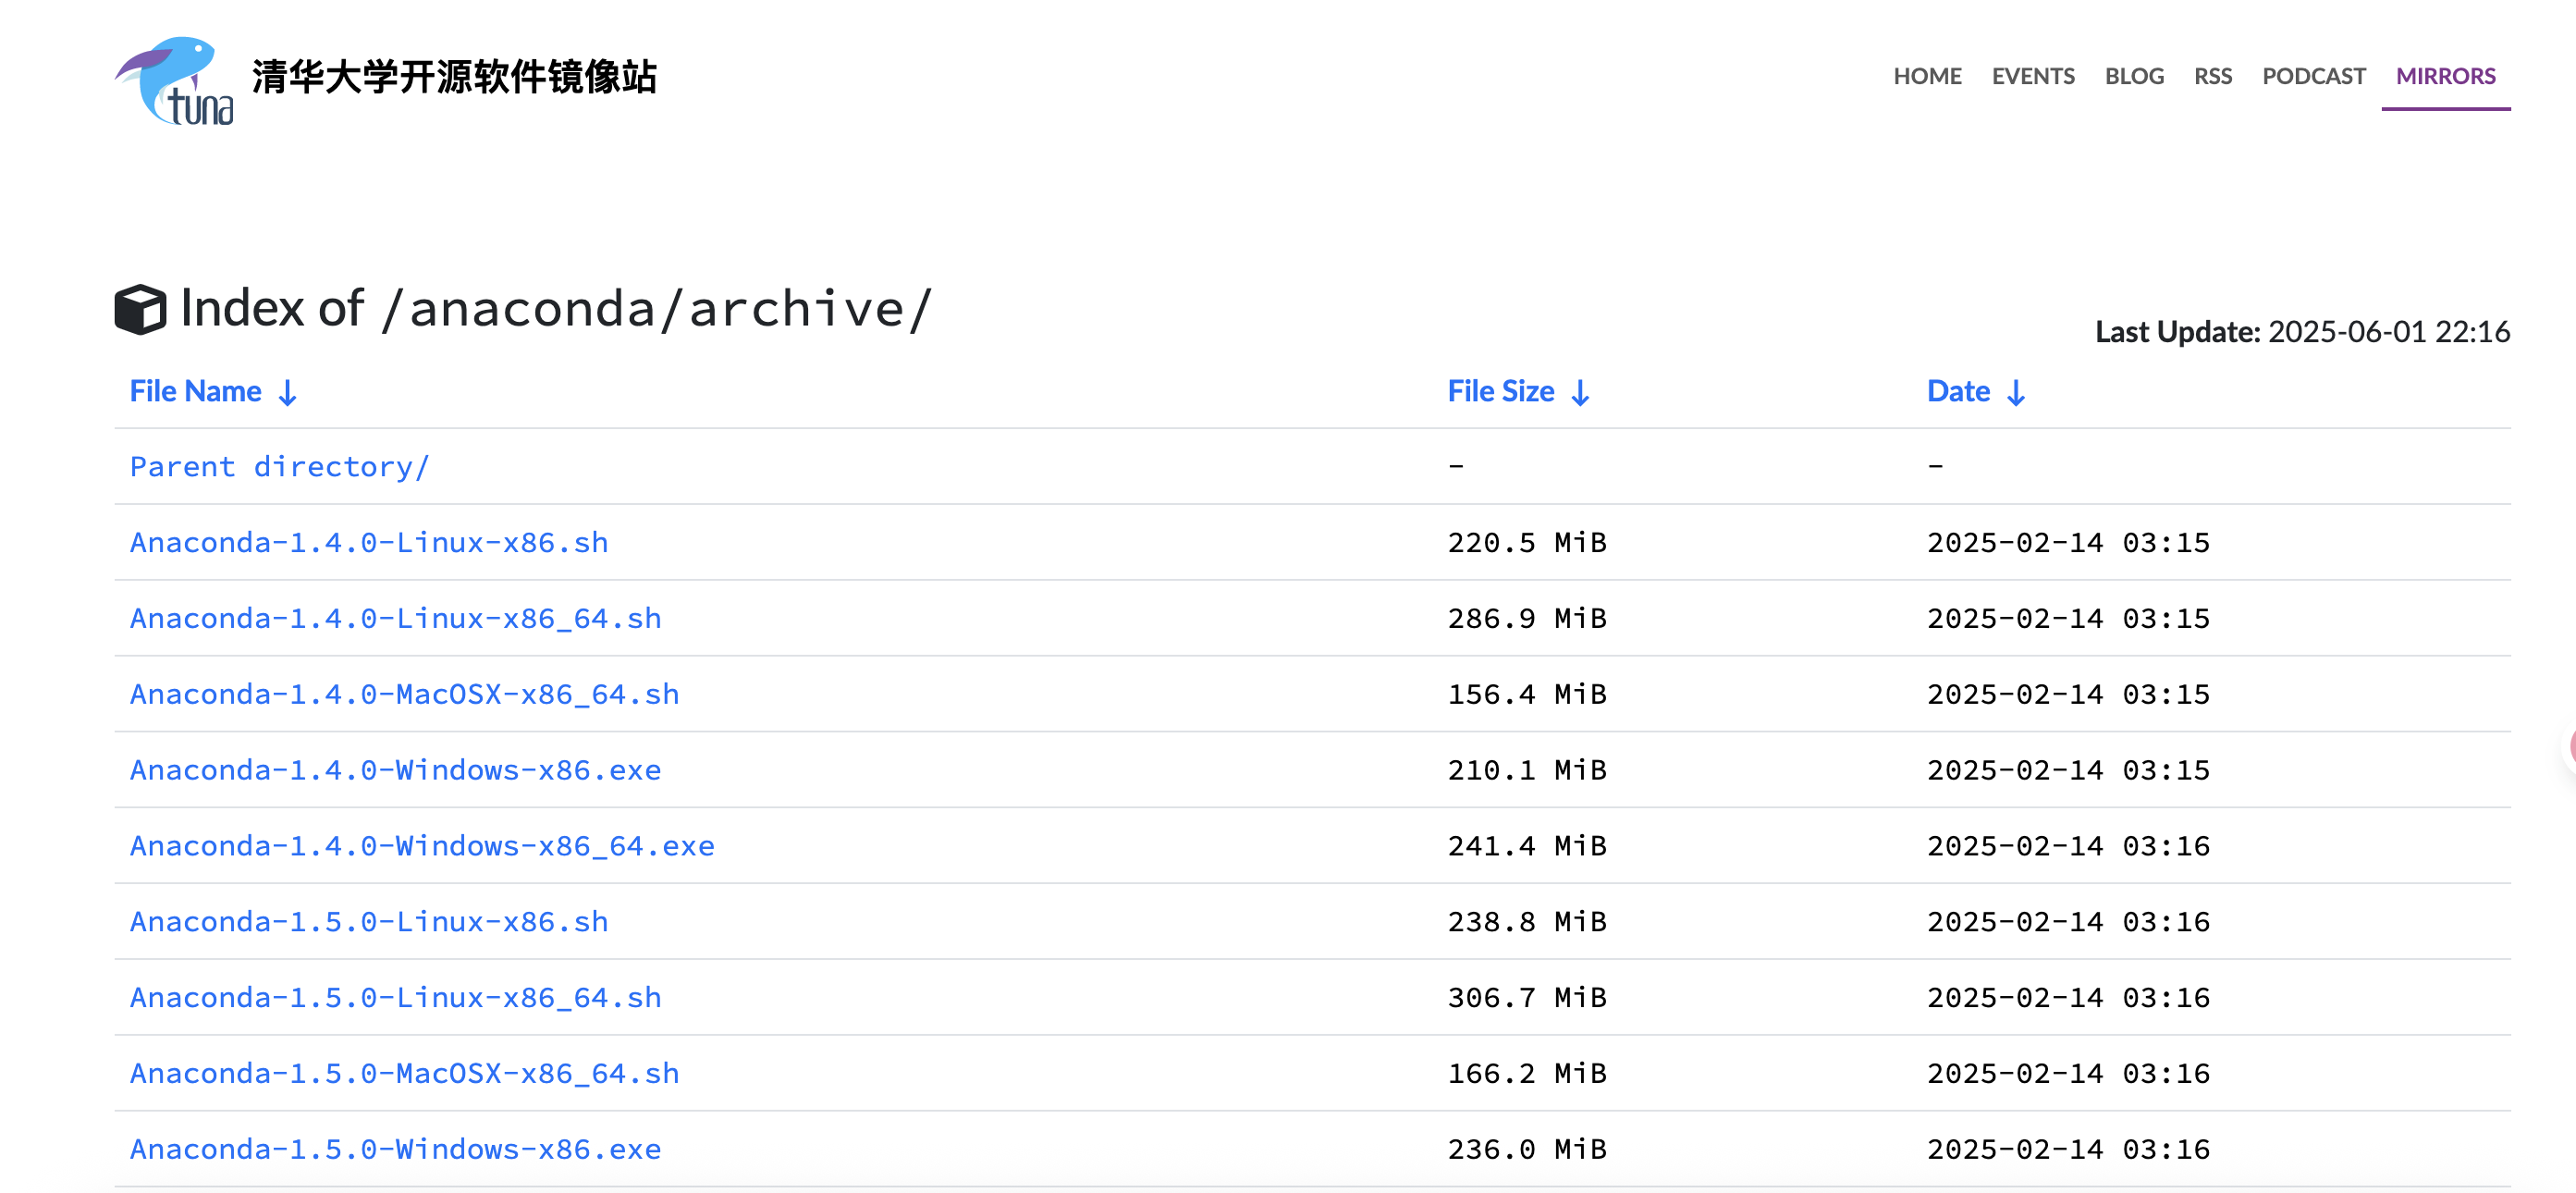 tuna
清华大学开源软件镜像站
HOME EVENTS BLOG RSS PODCAST MIRRORS
Index of /anaconda/archive/
Last Update: 2025-06-01 22:16
File Name ↓ File Size ↓ Date ↓
Parent directory/ - -
Anaconda-1.4.0-Linux-x86.sh 220.5 MiB 2025-02-14 03:15
Anaconda-1.4.0-Linux-x86_64.sh 286.9 MiB 2025-02-14 03:15
Anaconda-1.4.0-MacOSX-x86_64.sh 156.4 MiB 2025-02-14 03:15
Anaconda-1.4.0-Windows-x86.exe 210.1 MiB 2025-02-14 03:15
Anaconda-1.4.0-Windows-x86_64.exe 241.4 MiB 2025-02-14 03:16
Anaconda-1.5.0-Linux-x86.sh 238.8 MiB 2025-02-14 03:16
Anaconda-1.5.0-Linux-x86_64.sh 306.7 MiB 2025-02-14 03:16
Anaconda-1.5.0-MacOSX-x86_64.sh 166.2 MiB 2025-02-14 03:16
Anaconda-1.5.0-Windows-x86.exe 236.0 MiB 2025-02-14 03:16